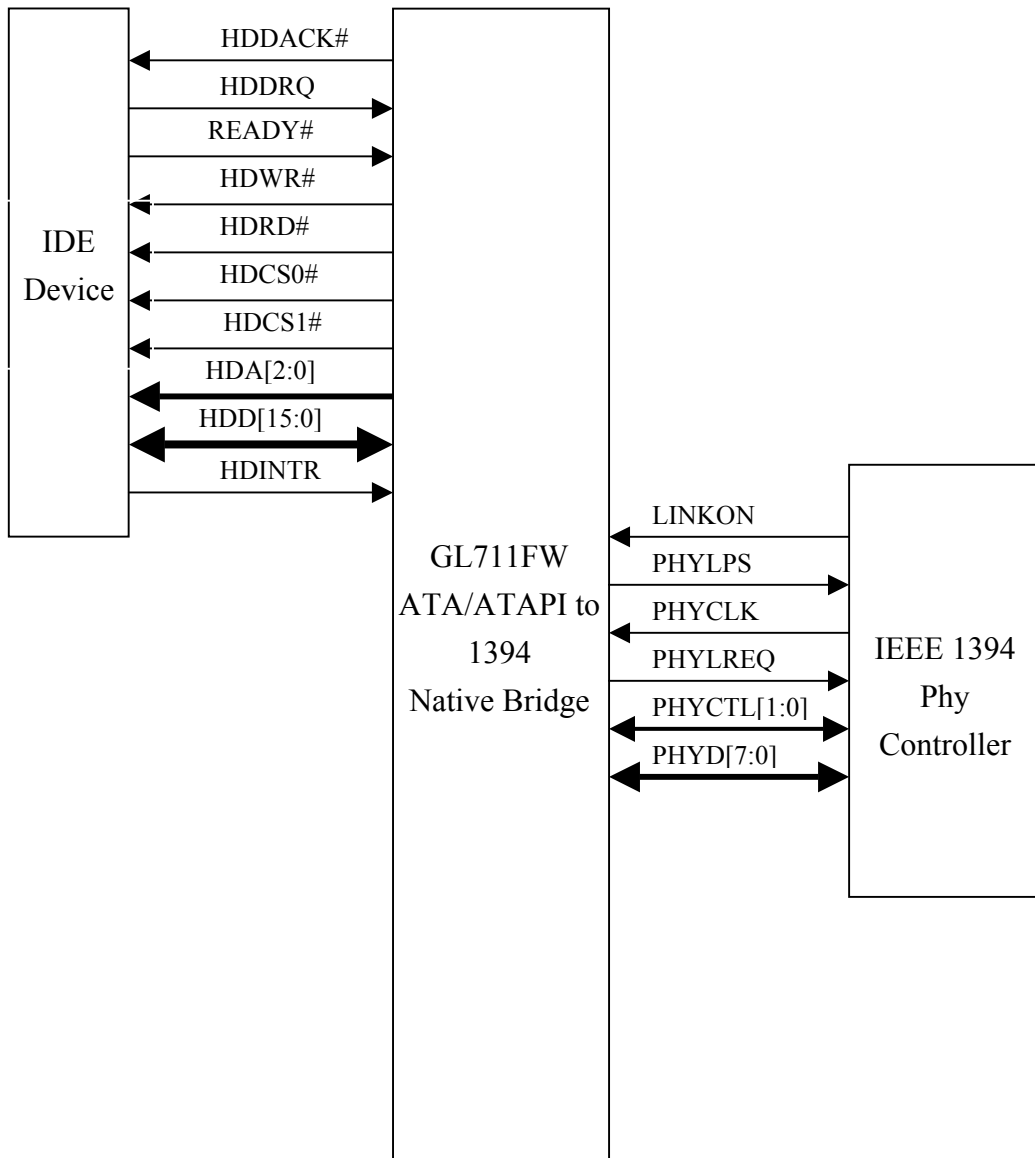 HDDACK#
HDDRQ
READY#
HDWR#
HDRD#
HDCS0#
HDCS1#
HDA[2:0]
HDD[15:0]
HDINTR
IDE
Device
GL711FW
ATA/ATAPI to
1394
Native Bridge
LINKON
PHYLPS
PHYCLK
PHYLREQ
PHYCTL[1:0]
PHYD[7:0]
IEEE 1394
Phy
Controller